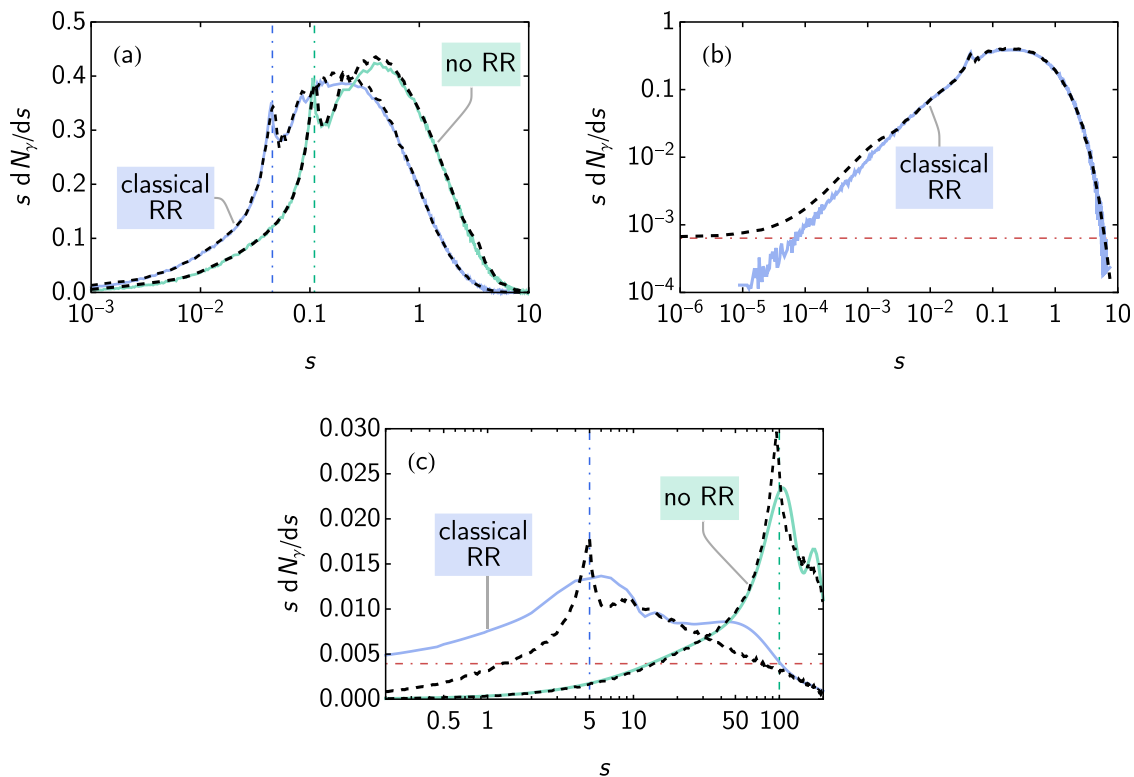 (a)
no RR
classical
RR
s dNγ/ds
0.5
0.4
0.3
0.2
0.1
0.0
10⁻³ 10⁻² 0.1 1 10
s
(b)
classical
RR
s dNγ/ds
1
0.1
10⁻²
10⁻³
10⁻⁴
10⁻⁶ 10⁻⁵ 10⁻⁴ 10⁻³ 10⁻² 0.1 1 10
s
(c)
no RR
classical
RR
s dNγ/ds
0.030
0.025
0.020
0.015
0.010
0.005
0.000
0.5 1 5 10 50 100
s